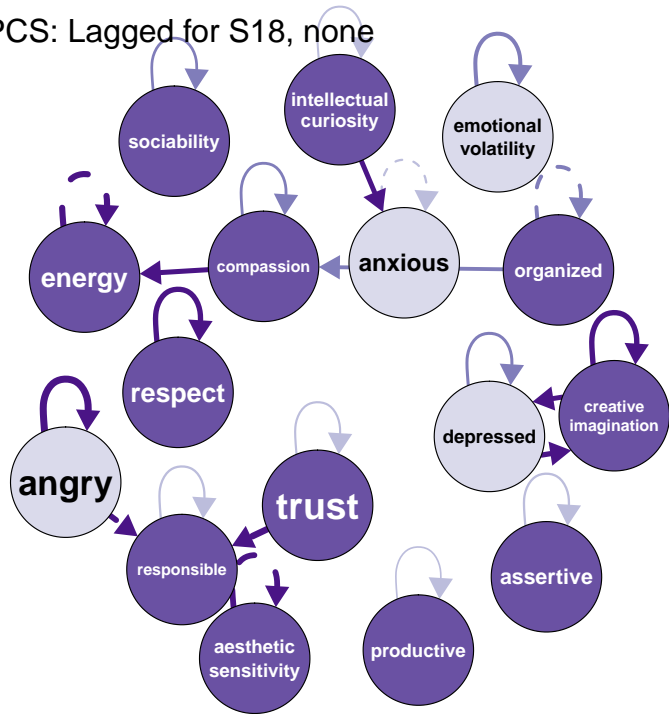 PCS: Lagged for S18, none
sociability
intellectual
curiosity
emotional
volatility
energy
compassion
anxious
organized
respect
depressed
creative
imagination
angry
trust
responsible
assertive
aesthetic
sensitivity
productive